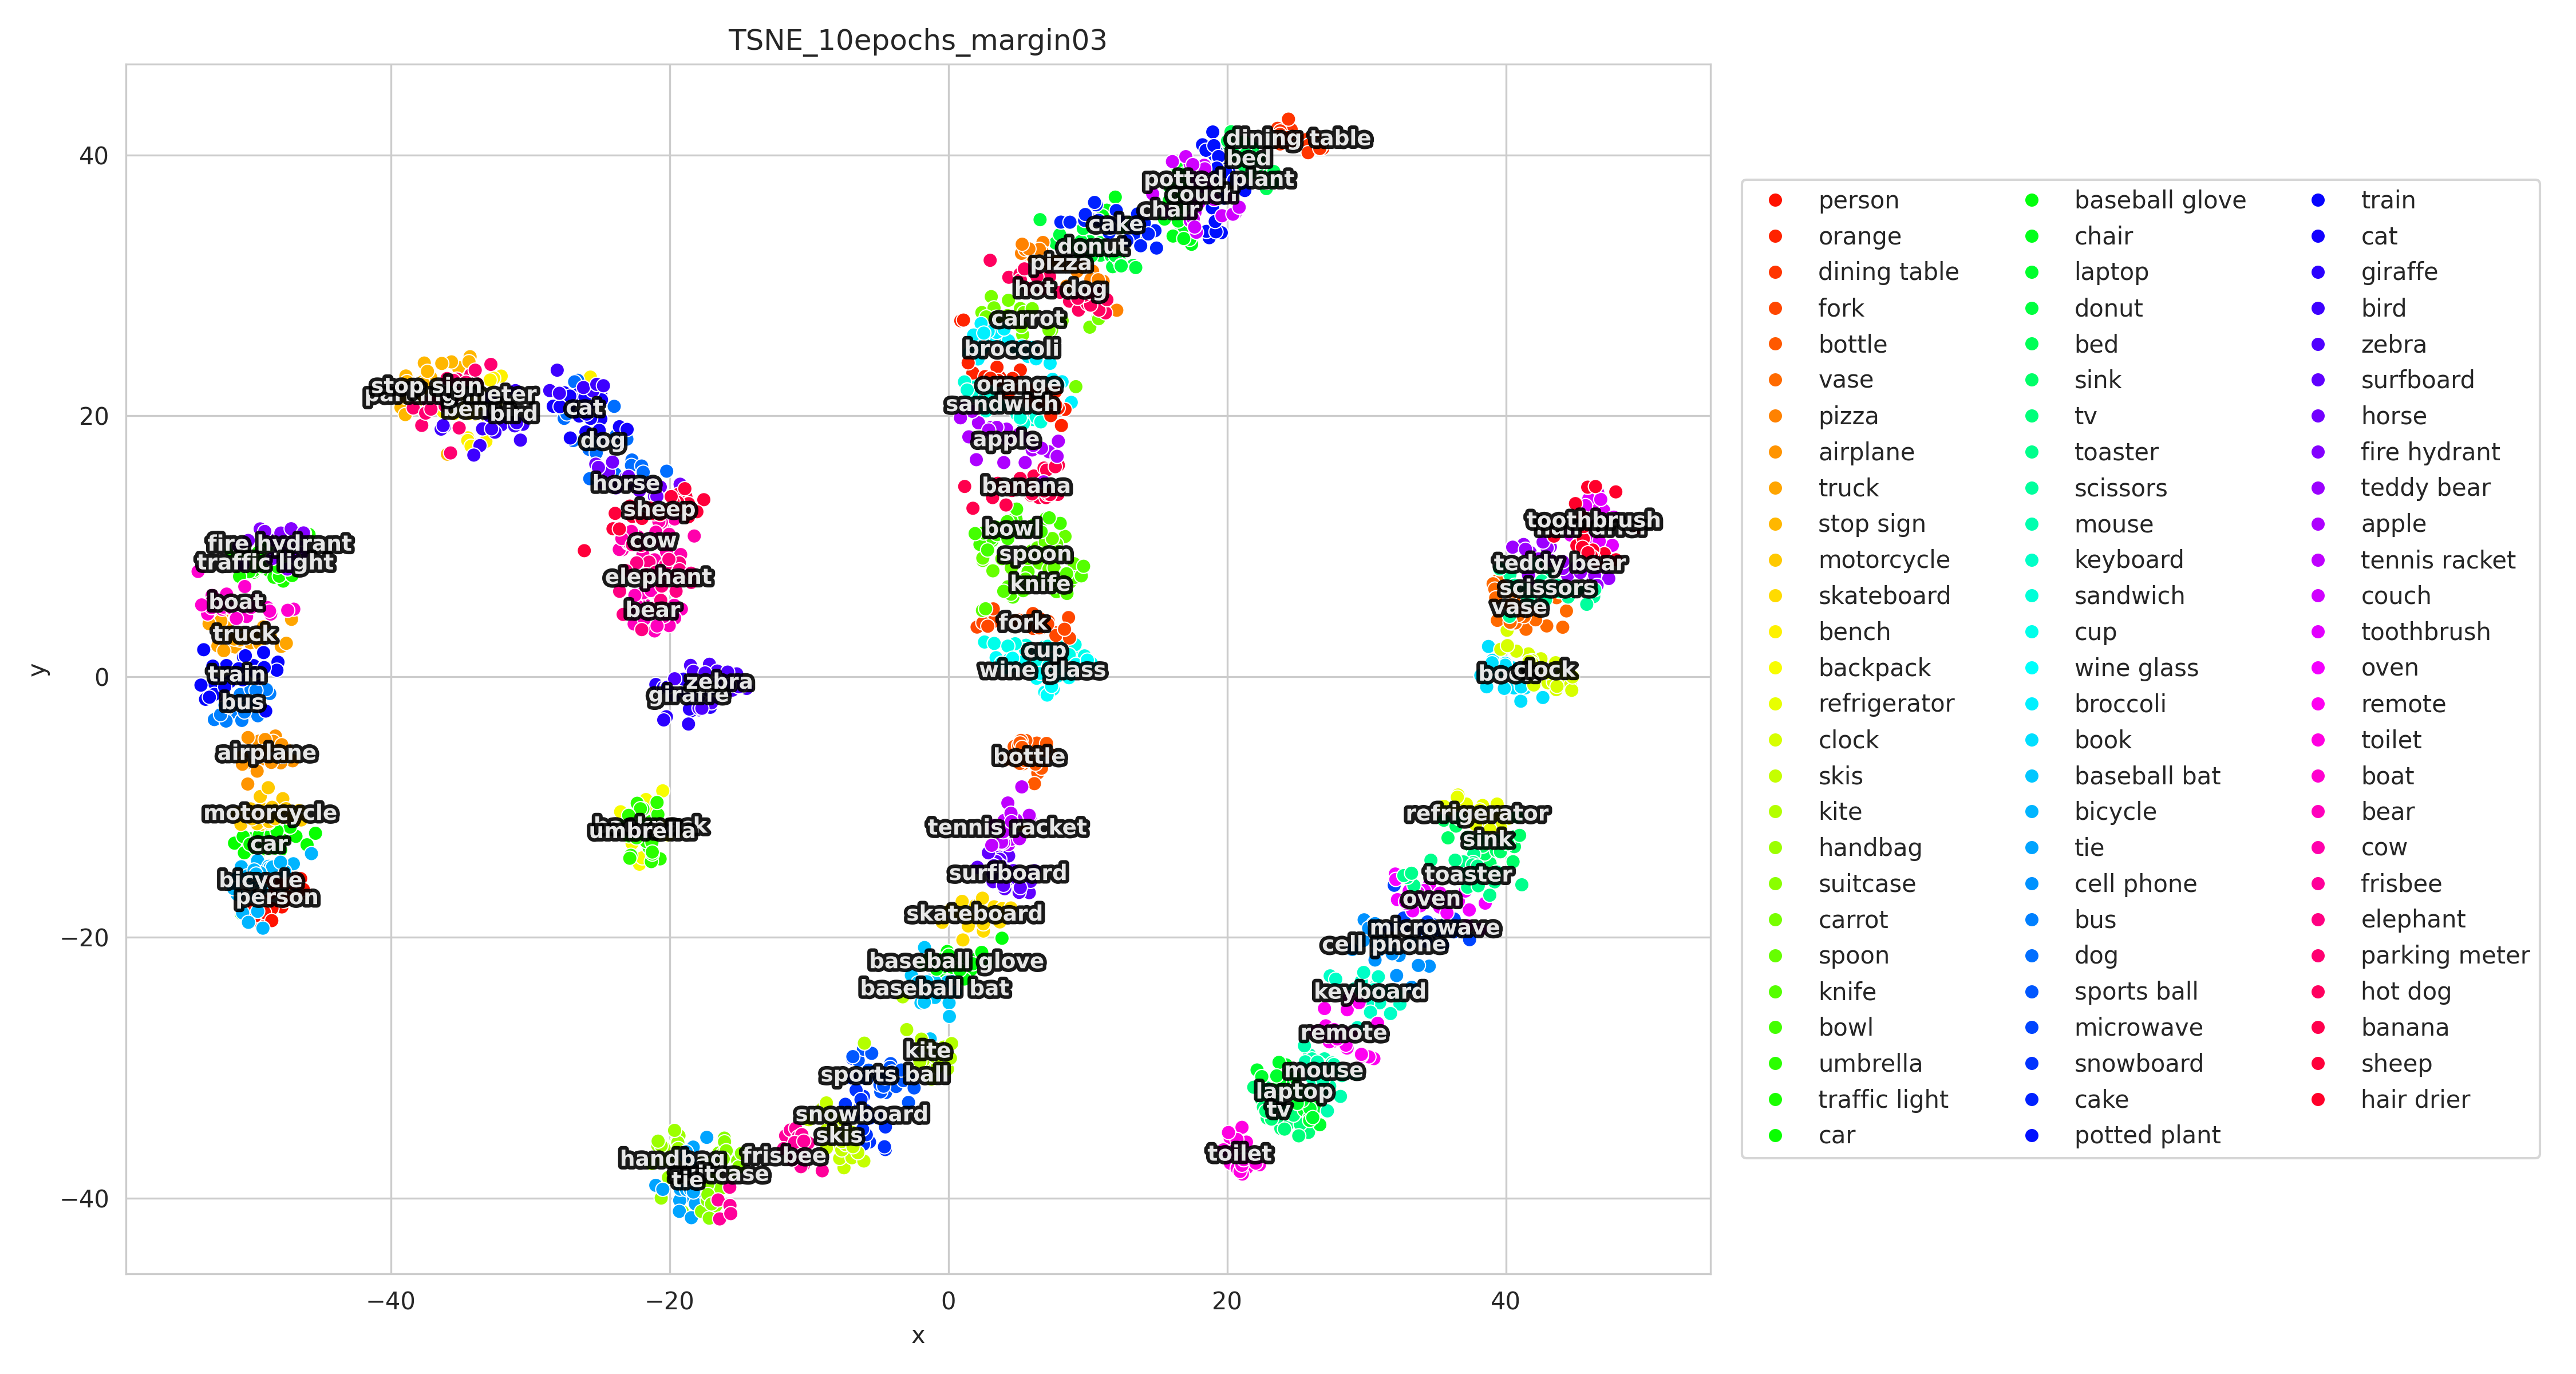 TSNE_10epochs_margin03
40
20
0
−20
−40
y
−40
−20
0
20
40
x
dining table
bed
potted plant
couch
chair
cake
donut
pizza
hot dog
carrot
broccoli
orange
sandwich
apple
banana
bowl
spoon
knife
fork
cup
wine glass
bottle
tennis racket
surfboard
skateboard
baseball glove
baseball bat
kite
sports ball
snowboard
skis
frisbee
handbag
tie
stop sign
bird
cat
dog
horse
sheep
cow
elephant
bear
zebra
giraffe
umbrella
fire hydrant
traffic light
boat
truck
train
bus
airplane
motorcycle
car
bicycle
person
toothbrush
teddy bear
scissors
vase
clock
refrigerator
sink
toaster
oven
microwave
cell phone
keyboard
remote
mouse
laptop
tv
toilet
person
orange
dining table
fork
bottle
vase
pizza
airplane
truck
stop sign
motorcycle
skateboard
bench
backpack
refrigerator
clock
skis
kite
handbag
suitcase
carrot
spoon
knife
bowl
umbrella
traffic light
car
baseball glove
chair
laptop
donut
bed
sink
tv
toaster
scissors
mouse
keyboard
sandwich
cup
wine glass
broccoli
book
baseball bat
bicycle
tie
cell phone
bus
dog
sports ball
microwave
snowboard
cake
potted plant
train
cat
giraffe
bird
zebra
surfboard
horse
fire hydrant
teddy bear
apple
tennis racket
couch
toothbrush
oven
remote
toilet
boat
bear
cow
frisbee
elephant
parking meter
hot dog
banana
sheep
hair drier